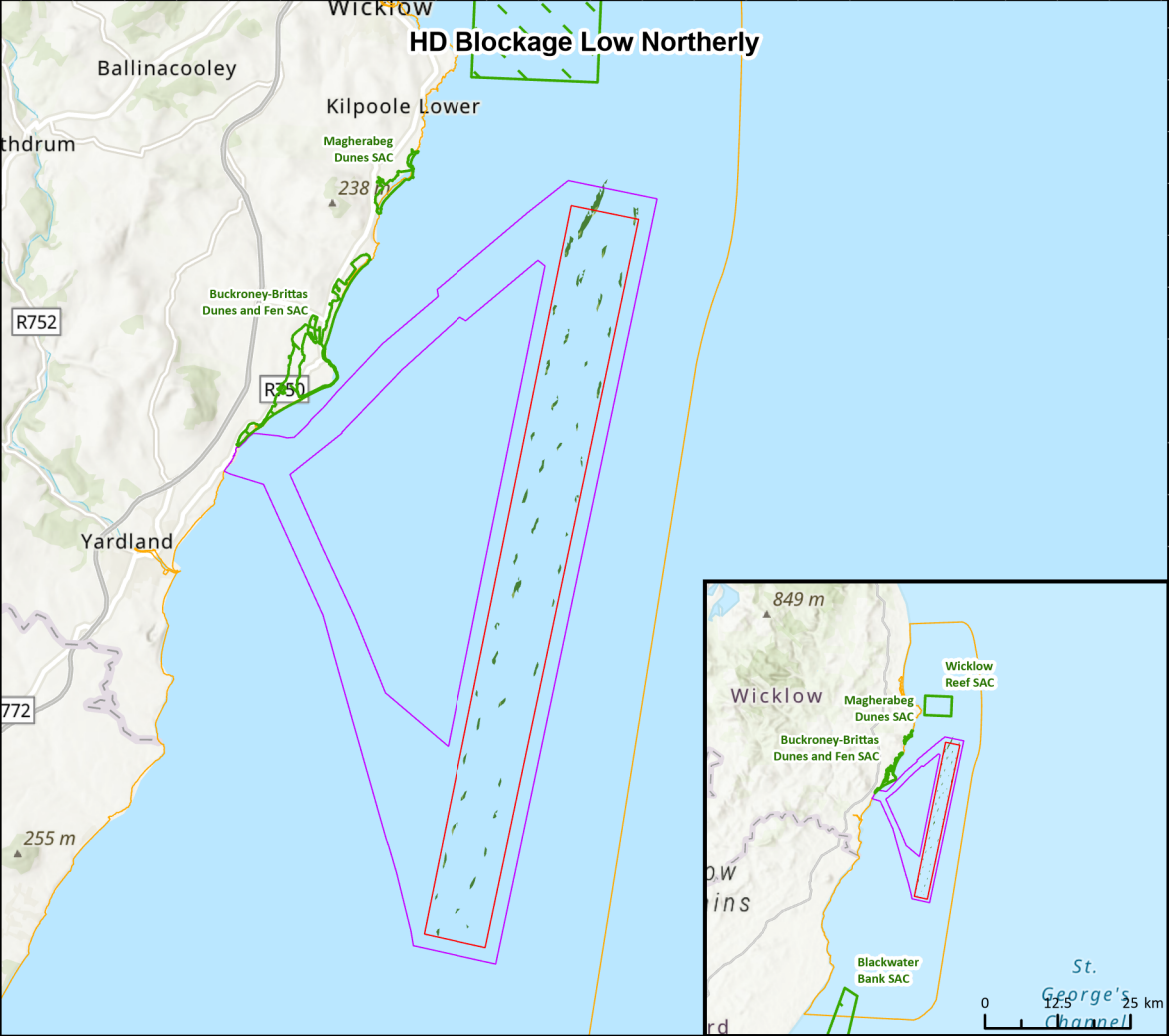 Wicklow
HD Blockage Low Northerly
Ballinacooley
Kilpoole Lower
thdrum
Magherabeg
Dunes SAC
238 m
Buckroney-Brittas
Dunes and Fen SAC
R752
R750
Yardland
772
255 m
849 m
Wicklow
Reef SAC
Wicklow
Magherabeg
Dunes SAC
Buckroney-Brittas
Dunes and Fen SAC
ow
ins
Blackwater
Bank SAC
St.
George's
Channel
0 12.5 25 km
rd